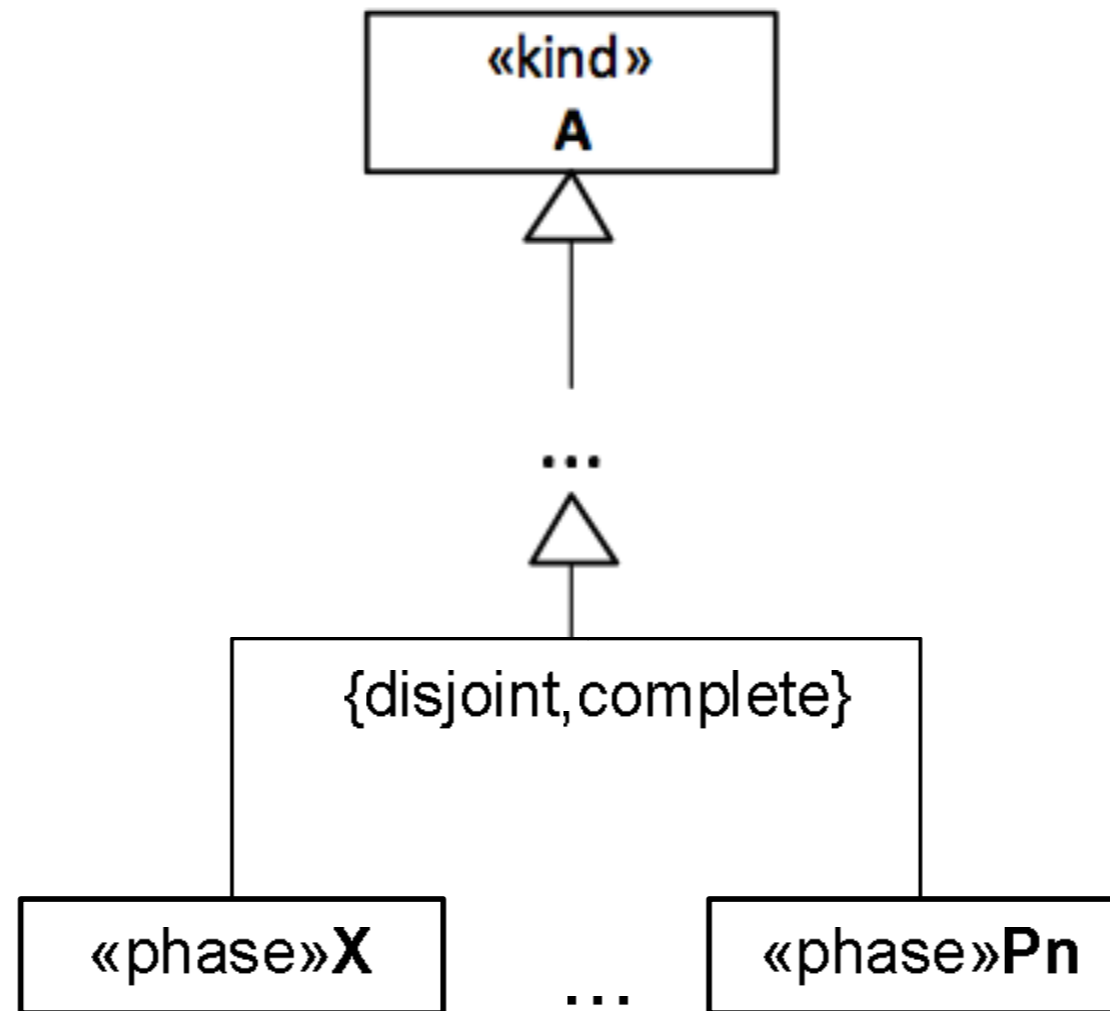 «kind»
A
...
{disjoint,complete}
«phase»X
...
«phase»Pn